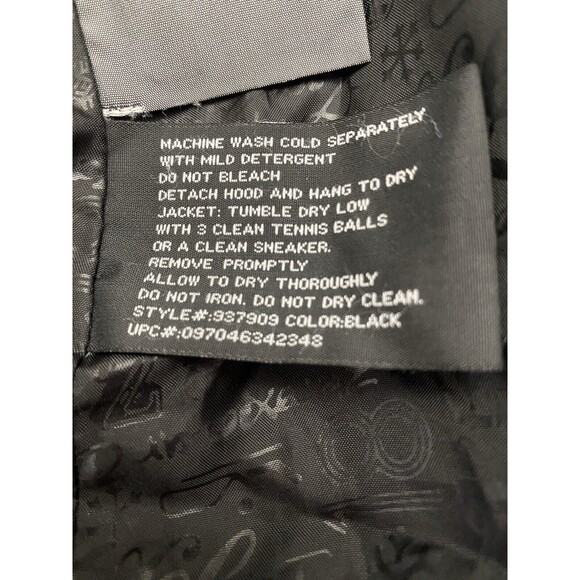 MACHINE WASH COLD SEPARATELY
WITH MILD DETERGENT
DO NOT BLEACH
DETACH HOOD AND HANG TO DRY
JACKET: TUMBLE DRY LOW
WITH 3 CLEAN TENNIS BALLS
OR A CLEAN SNEAKER.
REMOVE PROMPTLY
ALLOW TO DRY THOROUGHLY
DO NOT IRON. DO NOT DRY CLEAN.
STYLE#:937909 COLOR:BLACK
UPC#:097046342343